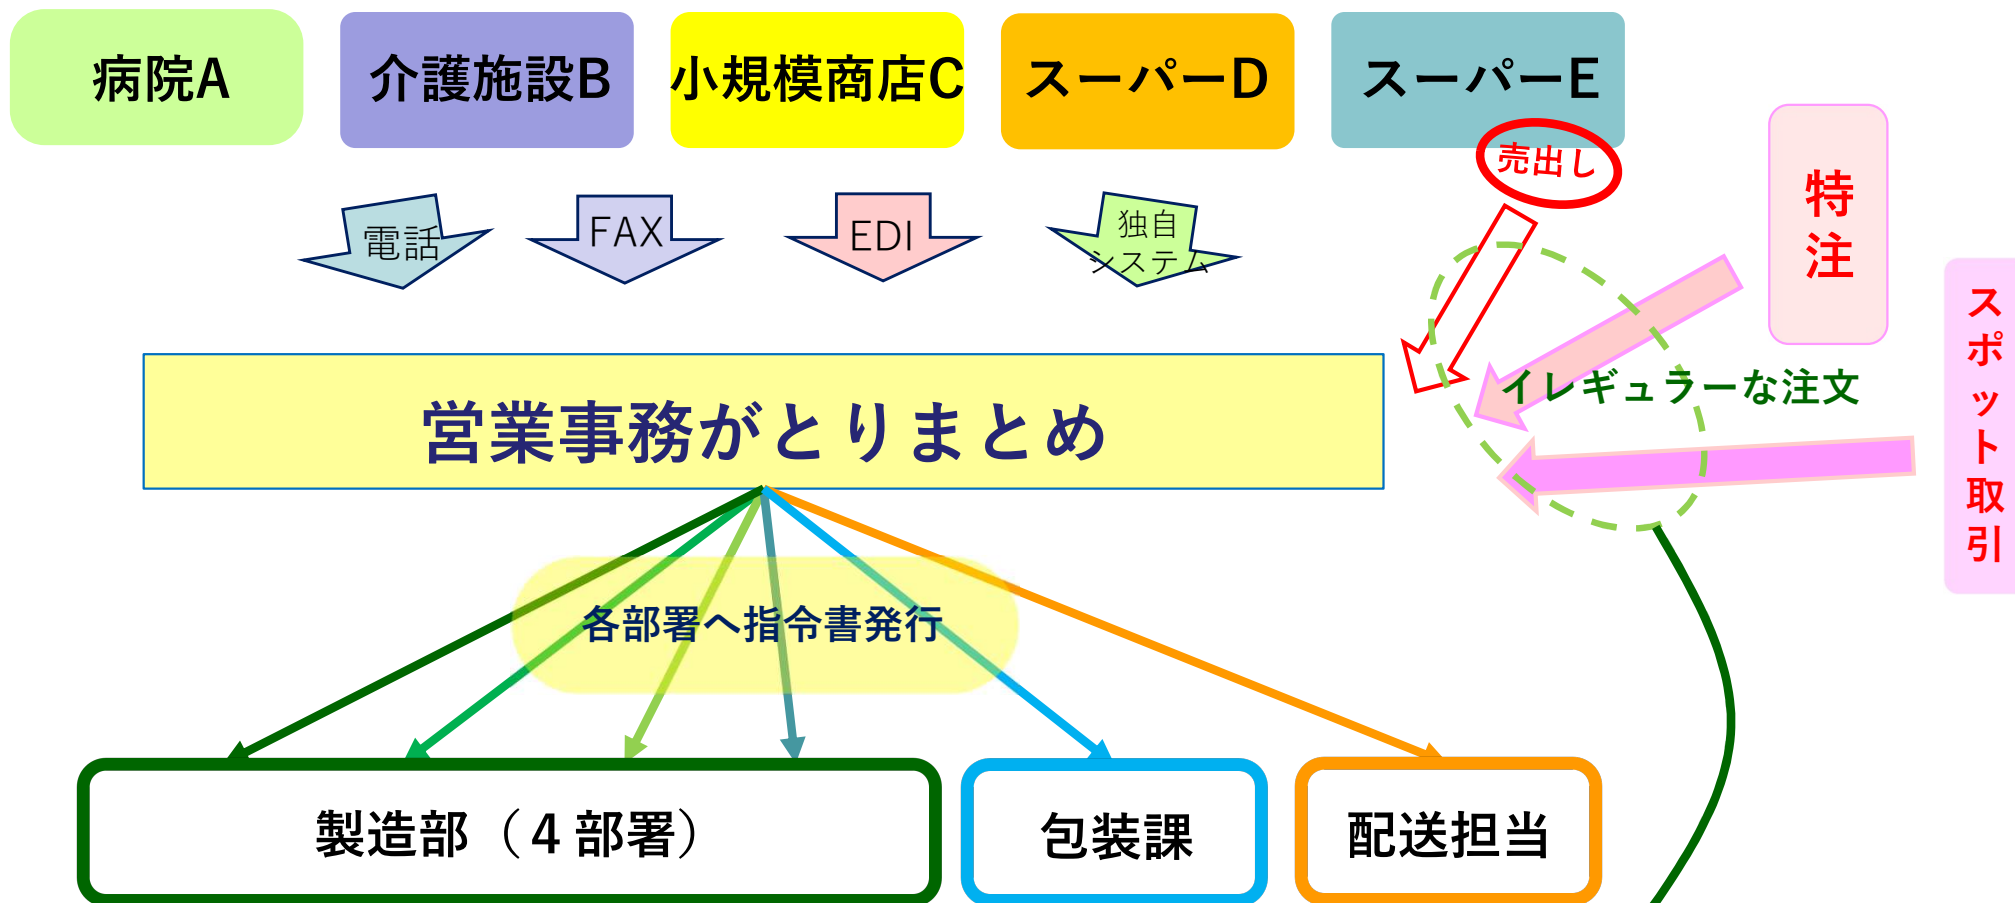 病院A
介護施設B
小規模商店C
スーパーD
スーパーE
売出し
特注
電話
FAX
EDI
独自
システム
スポット取引
イレギュラーな注文
営業事務がとりまとめ
各部署へ指令書発行
製造部（４部署）
包装課
配送担当